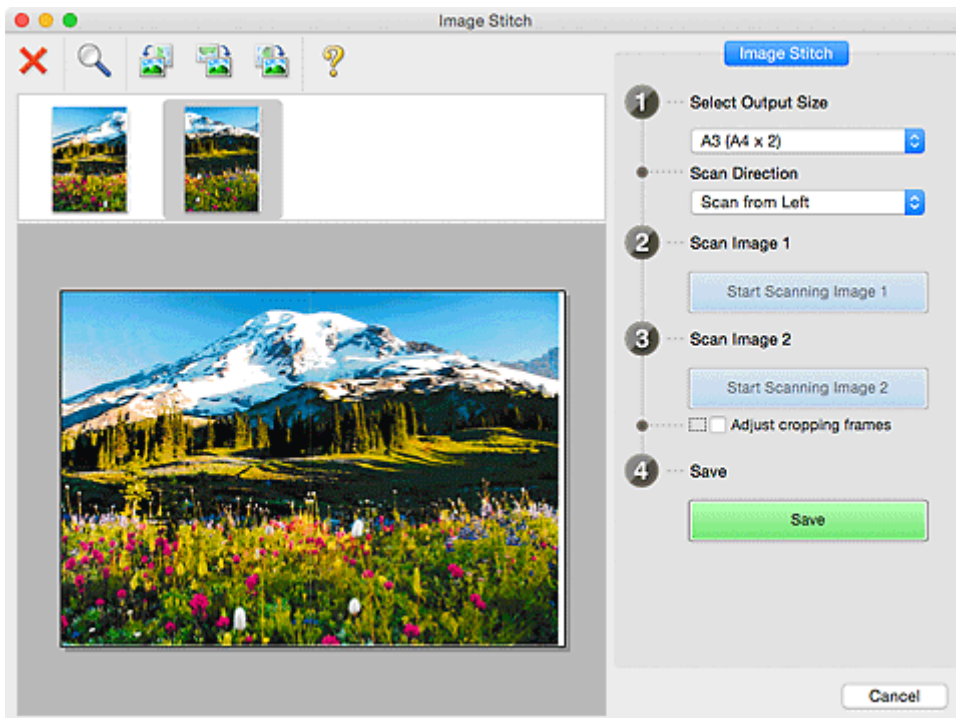 Image Stitch
Image Stitch
1 Select Output Size
A3 (A4 x 2)
Scan Direction
Scan from Left
2 Scan Image 1
Start Scanning Image 1
3 Scan Image 2
Start Scanning Image 2
Adjust cropping frames
4 Save
Save
Cancel